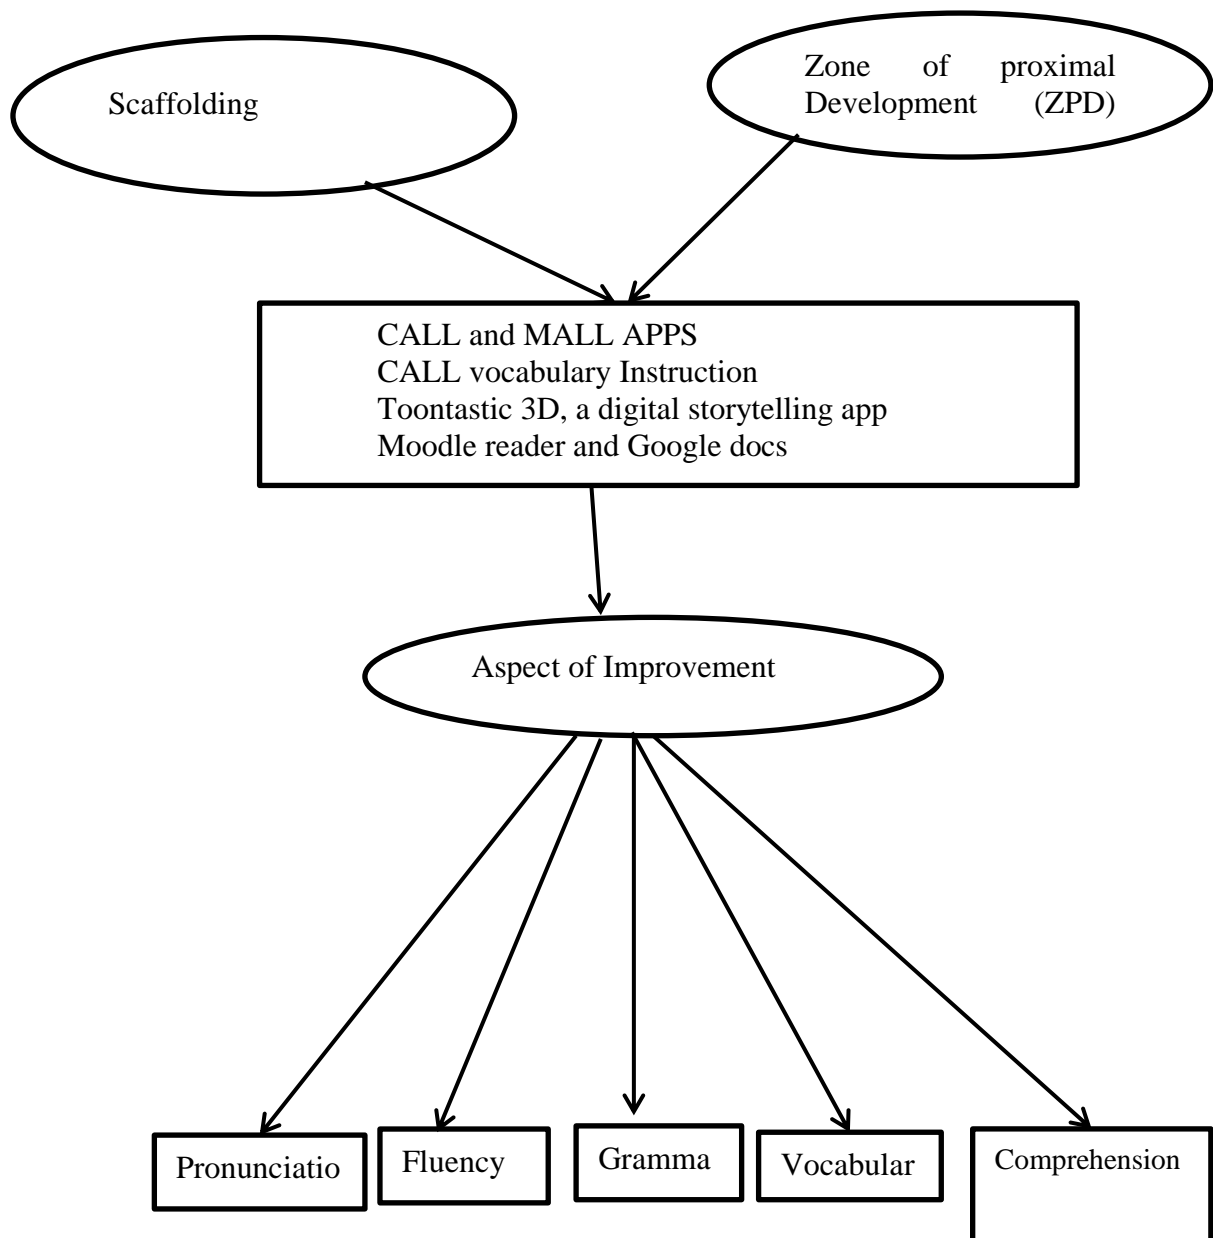 Scaffolding
Zone of proximal
Development (ZPD)
CALL and MALL APPS
CALL vocabulary Instruction
Toontastic 3D, a digital storytelling app
Moodle reader and Google docs
Aspect of Improvement
Pronunciatio
Fluency
Gramma
Vocabular
Comprehension